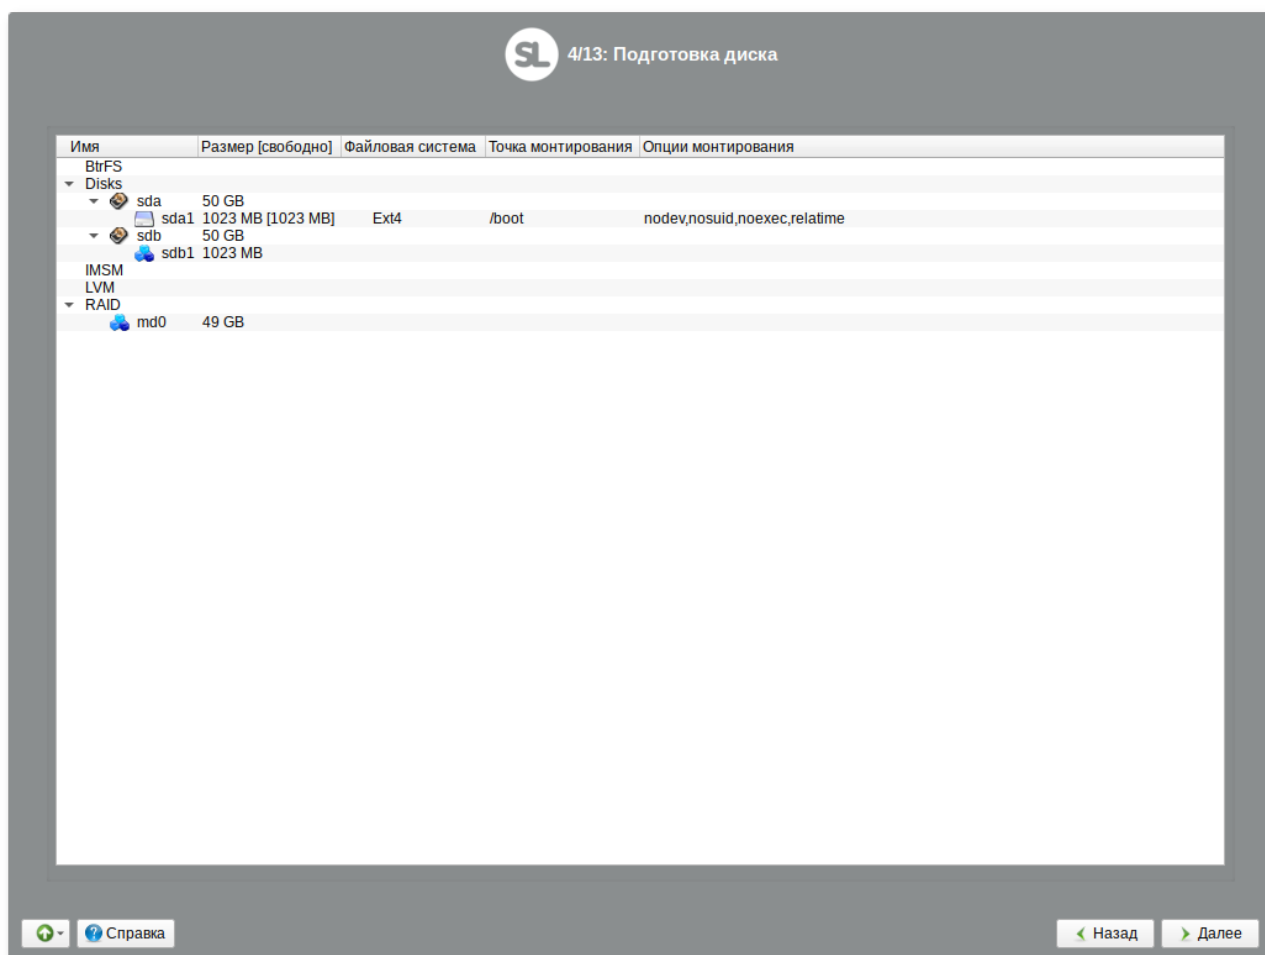 SL 4/13: Подготовка диска
Имя Размер [свободно] Файловая система Точка монтирования Опции монтирования
BtrFS
Disks
sda 50 GB
sda1 1023 MB [1023 MB] Ext4 /boot nodev,nosuid,noexec,relatime
sdb 50 GB
sdb1 1023 MB
IMSM
LVM
RAID
md0 49 GB
Справка Назад Далее